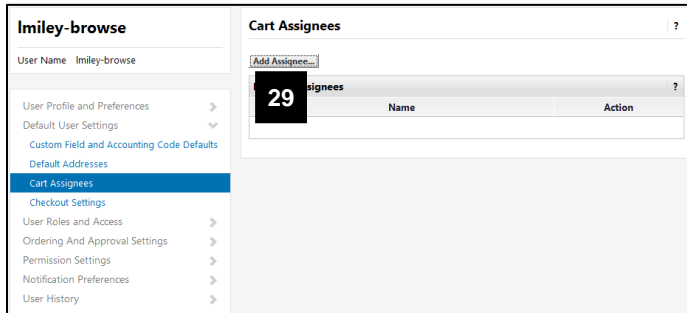 lmiley-browse
User Name lmiley-browse
User Profile and Preferences
Default User Settings
Custom Field and Accounting Code Defaults
Default Addresses
Cart Assignees
Checkout Settings
User Roles and Access
Ordering And Approval Settings
Permission Settings
Notification Preferences
User History
Cart Assignees ?
Add Assignee...
29
signees ?
Name Action